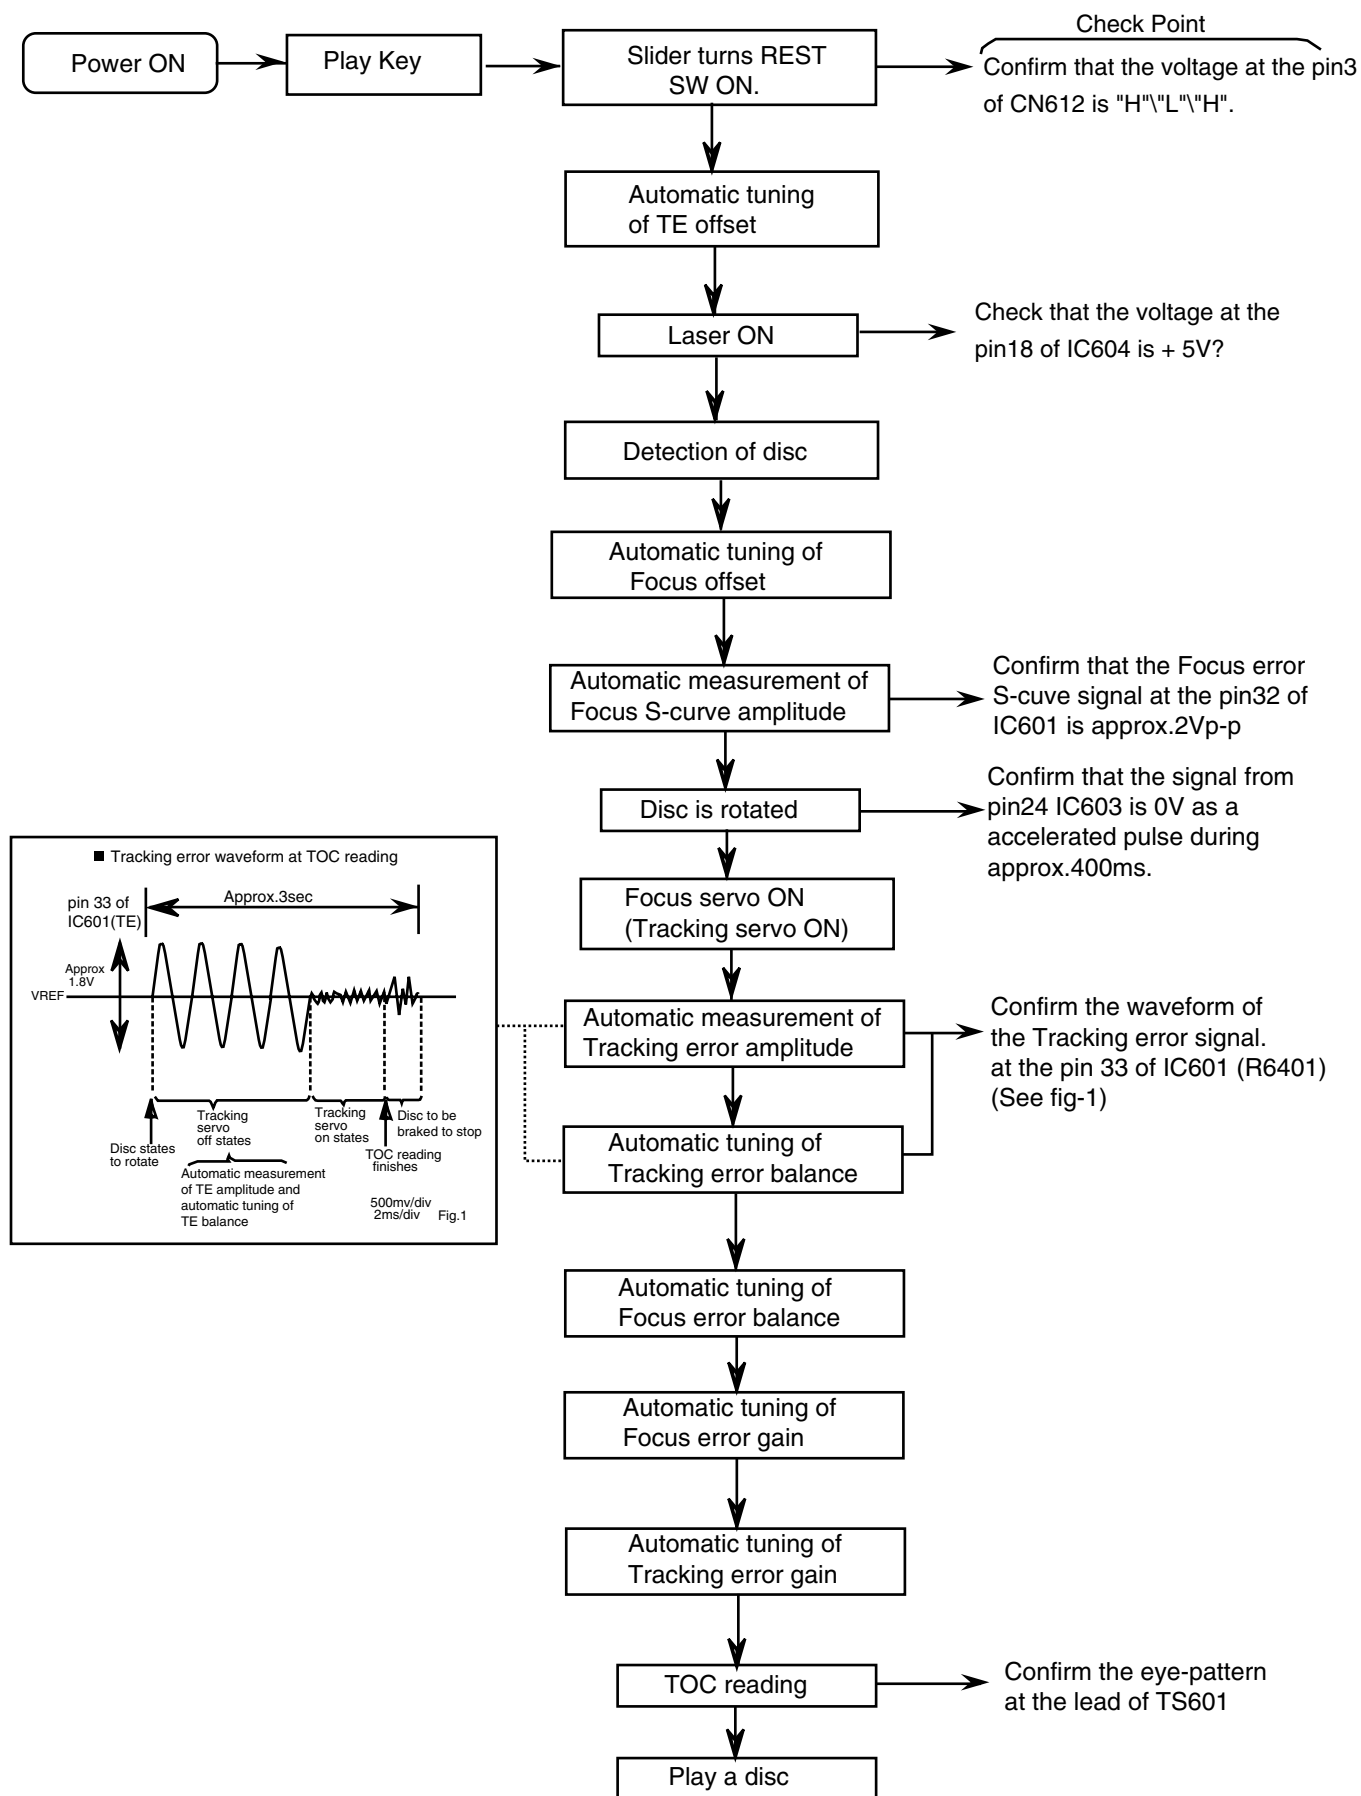 Check Point
Power ON
Play Key
Slider turns REST
SW ON.
Confirm that the voltage at the pin3
of CN612 is "H"\"L"\"H".
Automatic tuning
of TE offset
Laser ON
Check that the voltage at the
pin18 of IC604 is + 5V?
Detection of disc
Automatic tuning of
Focus offset
Automatic measurement of
Focus S-curve amplitude
Confirm that the Focus error
S-cuve signal at the pin32 of
IC601 is approx.2Vp-p
Disc is rotated
Confirm that the signal from
pin24 IC603 is 0V as a
accelerated pulse during
approx.400ms.
Focus servo ON
(Tracking servo ON)
■ Tracking error waveform at TOC reading
pin 33 of
IC601(TE)
Approx.3sec
Approx
1.8V
VREF
Disc states
to rotate
Tracking
servo
off states
Tracking
servo
on states
Disc to be
braked to stop
TOC reading
finishes
Automatic measurement
of TE amplitude and
automatic tuning of
TE balance
500mv/div
2ms/div
Fig.1
Automatic measurement of
Tracking error amplitude
Confirm the waveform of
the Tracking error signal.
at the pin 33 of IC601 (R6401)
(See fig-1)
Automatic tuning of
Tracking error balance
Automatic tuning of
Focus error balance
Automatic tuning of
Focus error gain
Automatic tuning of
Tracking error gain
TOC reading
Confirm the eye-pattern
at the lead of TS601
Play a disc